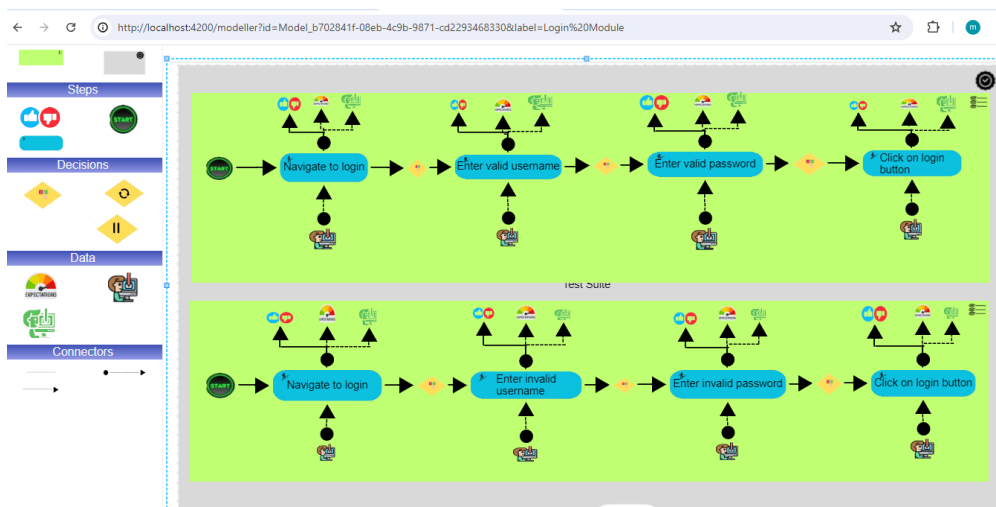 http://localhost:4200/modeller?id=Model_b702841f-08eb-4c9b-9871-cd2293468330&label=Login%20Module
m
Steps
START
Decisions
Data
EXPECTATIONS
Connectors
START
Navigate to login
Enter valid username
Enter valid password
Click on login
button
Test Suite
START
Navigate to login
Enter invalid
username
Enter invalid password
Click on login button